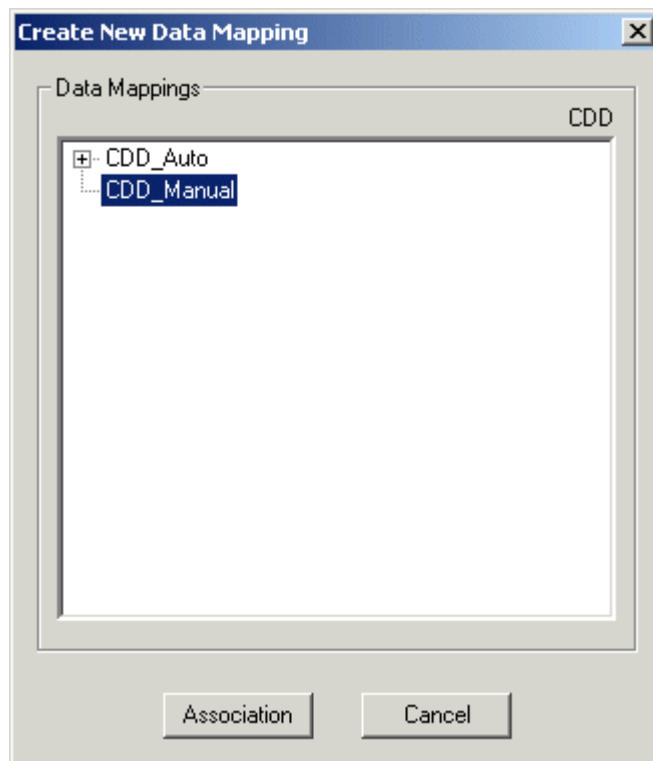 Create New Data Mapping
Data Mappings
CDD
CDD_Auto
CDD_Manual
Association Cancel